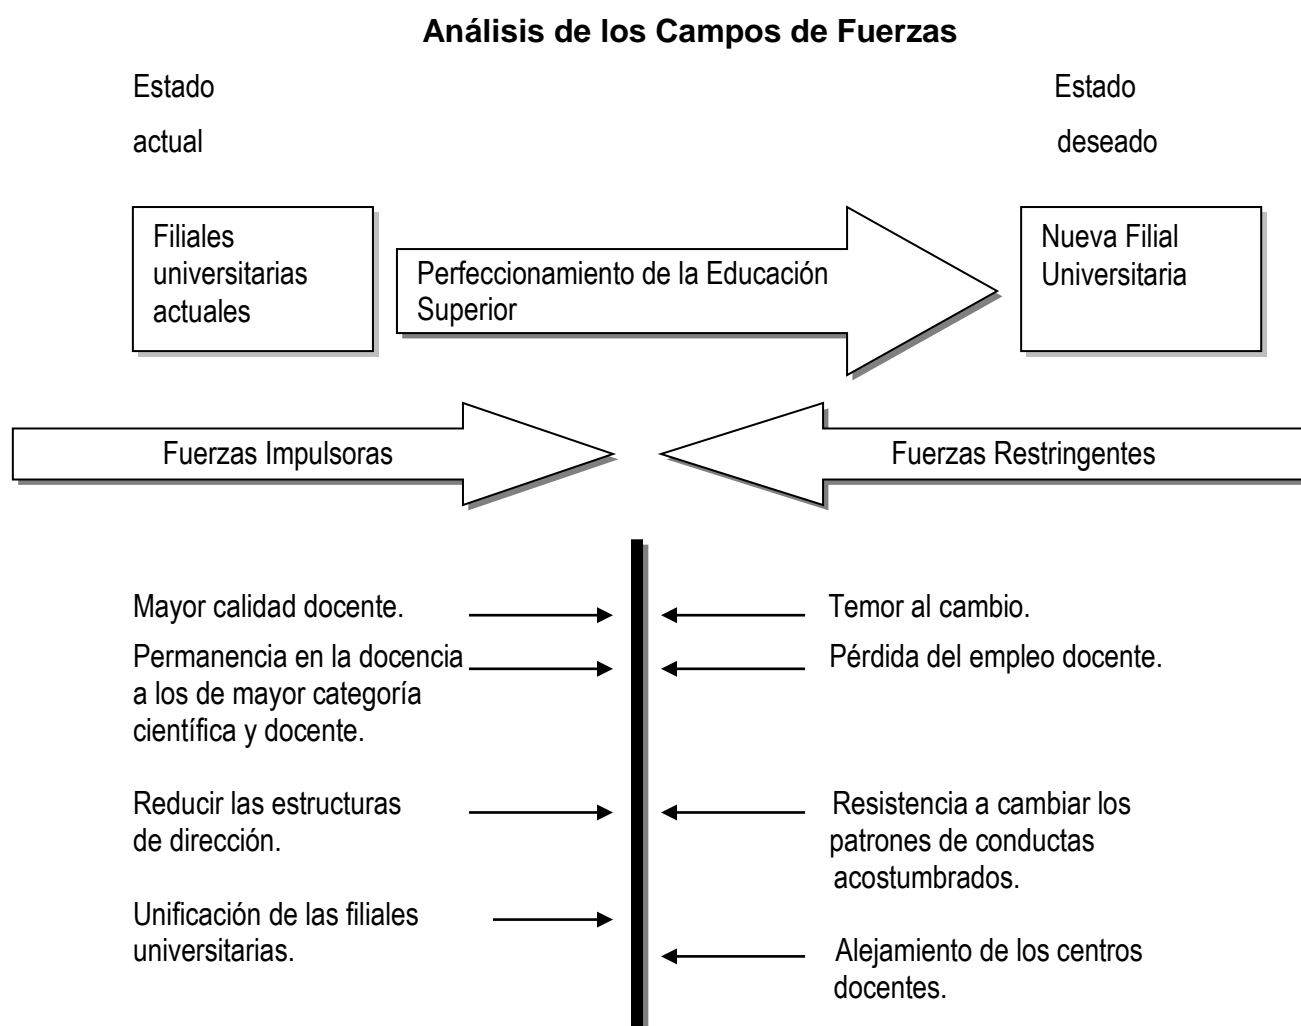 Análisis de los Campos de Fuerzas
Estado
actual
Estado
deseado
Filiales
universitarias
actuales
Perfeccionamiento de la Educación
Superior
Nueva Filial
Universitaria
Fuerzas Impulsoras
Fuerzas Restringentes
Mayor calidad docente.
Temor al cambio.
Permanencia en la docencia
a los de mayor categoría
científica y docente.
Pérdida del empleo docente.
Reducir las estructuras
de dirección.
Resistencia a cambiar los
patrones de conductas
acostumbrados.
Unificación de las filiales
universitarias.
Alejamiento de los centros
docentes.